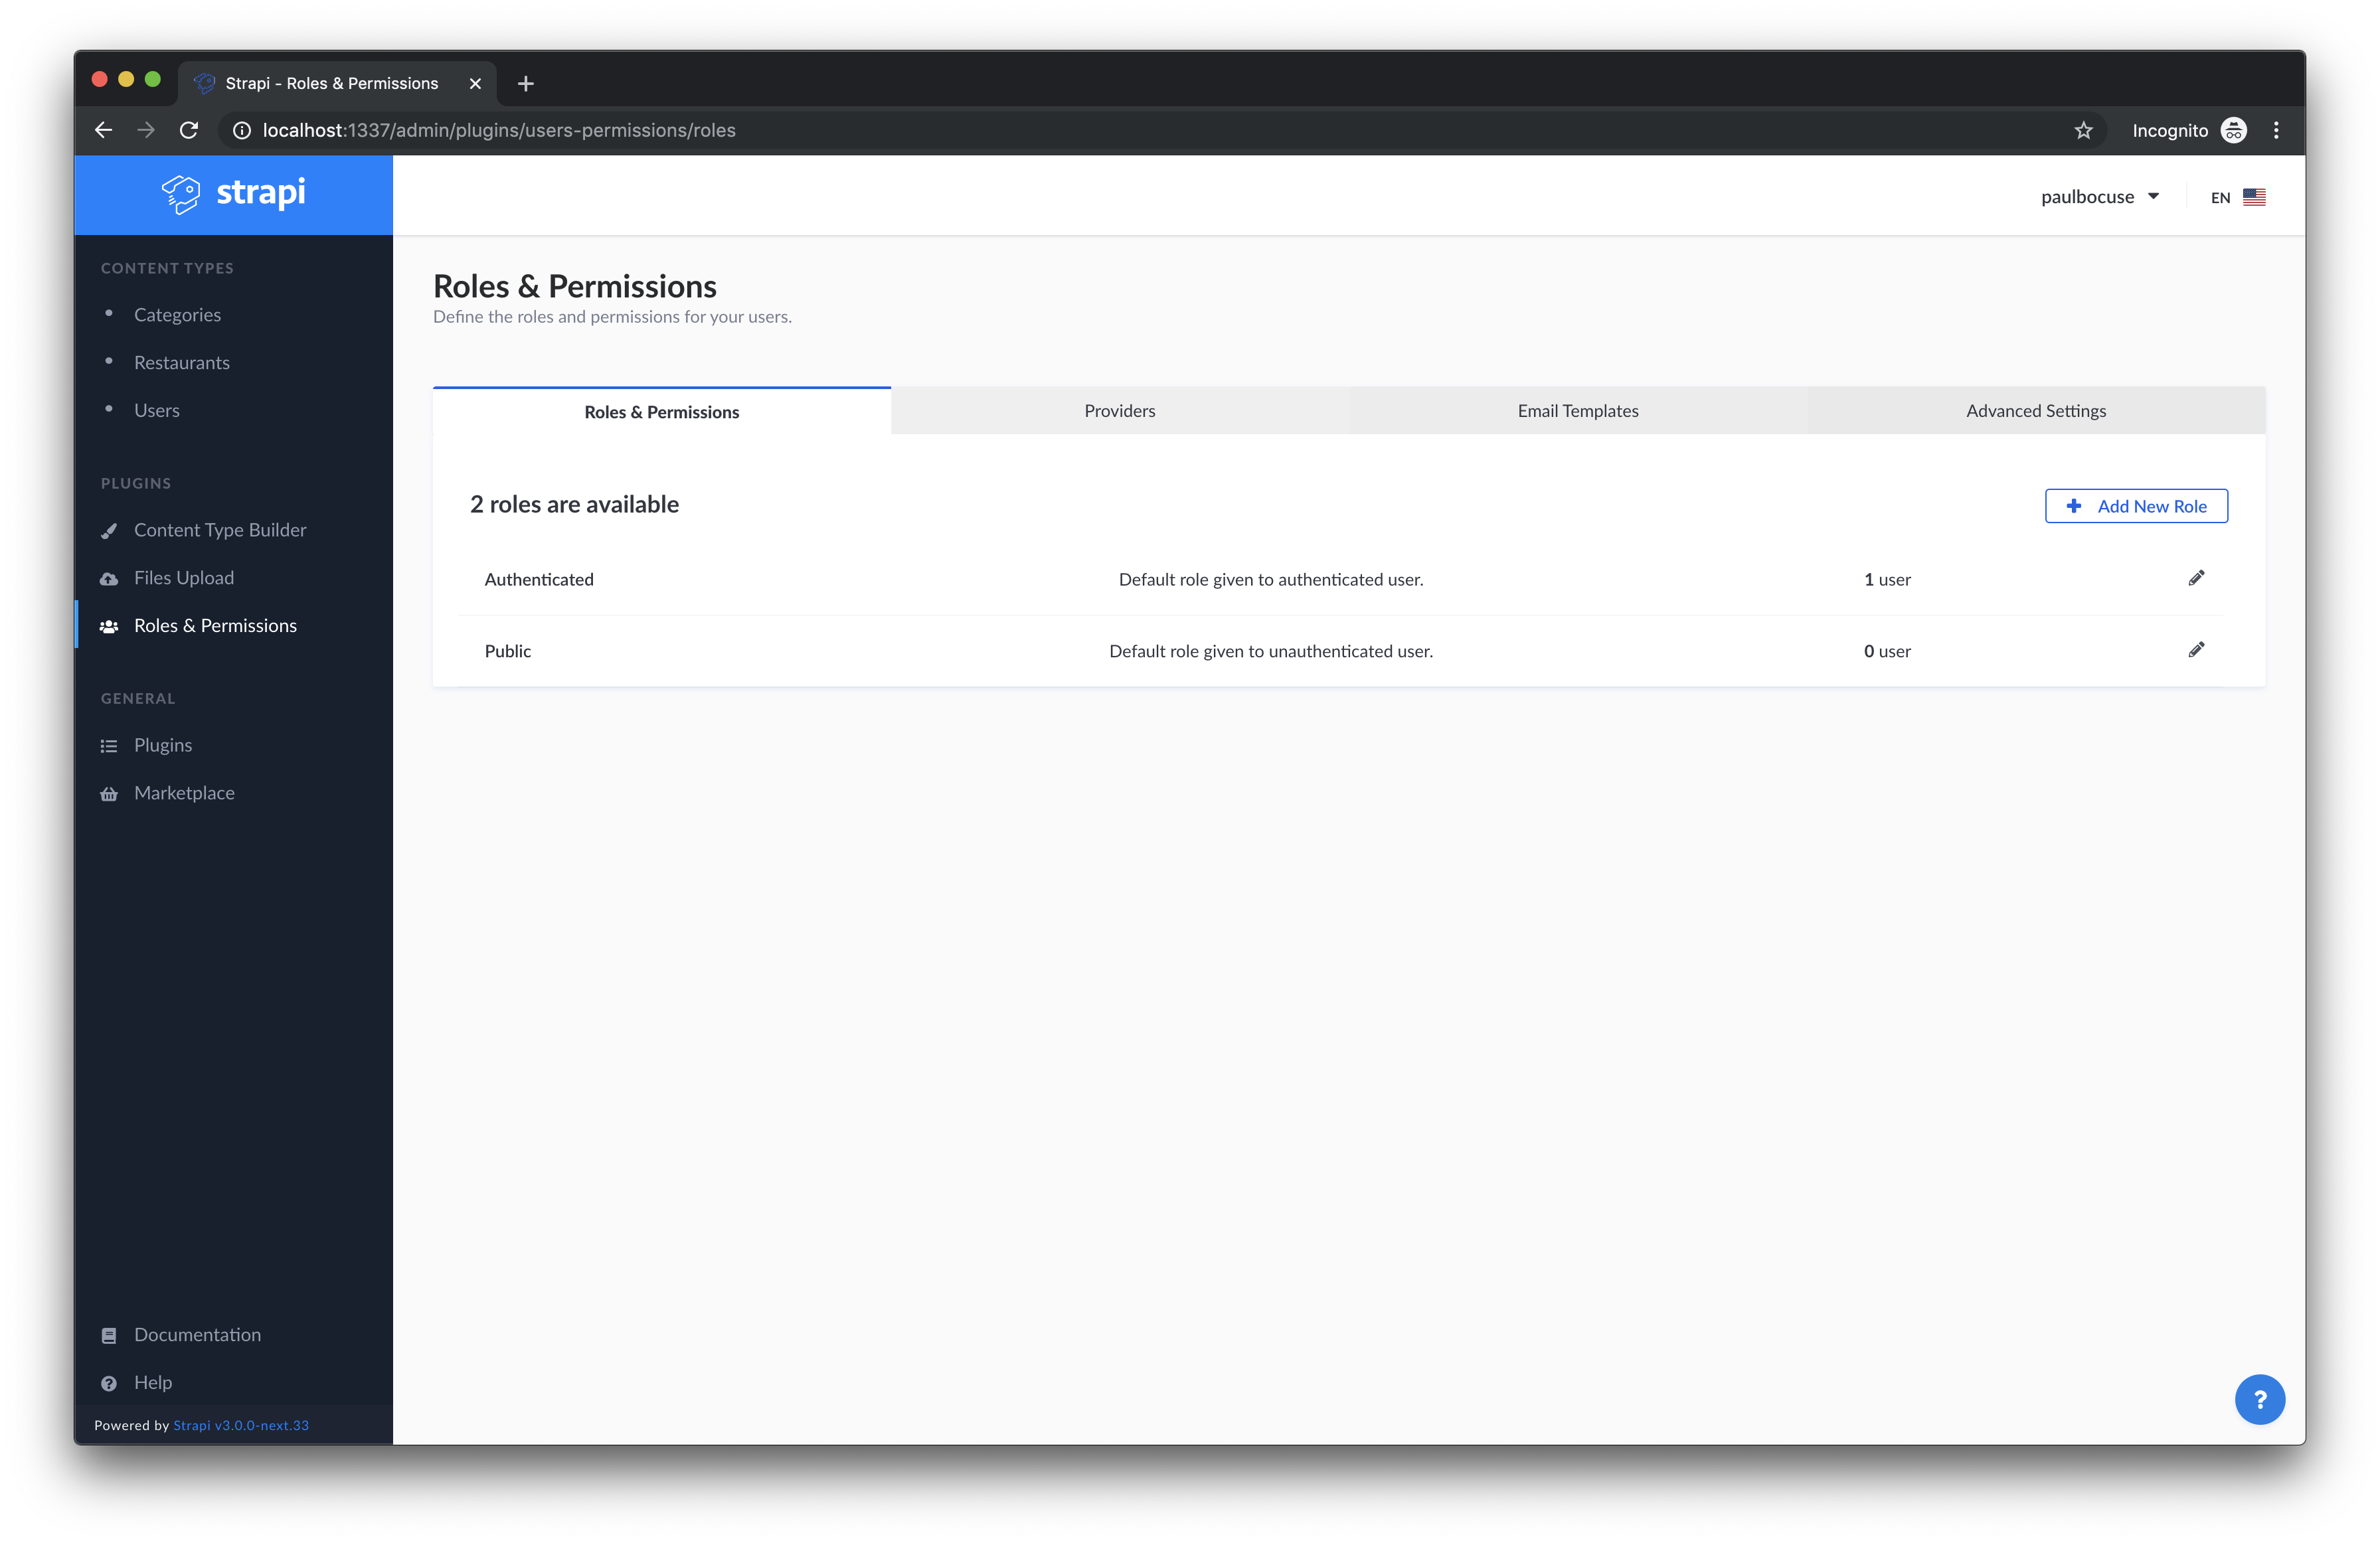 Strapi - Roles & Permissions
localhost:1337/admin/plugins/users-permissions/roles
Incognito
strapi
paulbocuse
EN
CONTENT TYPES
Categories
Restaurants
Users
PLUGINS
Content Type Builder
Files Upload
Roles & Permissions
GENERAL
Plugins
Marketplace
Documentation
Help
Powered by Strapi v3.0.0-next.33
Roles & Permissions
Define the roles and permissions for your users.
Roles & Permissions Providers Email Templates Advanced Settings
2 roles are available
Add New Role
Authenticated Default role given to authenticated user. 1 user
Public Default role given to unauthenticated user. 0 user
?